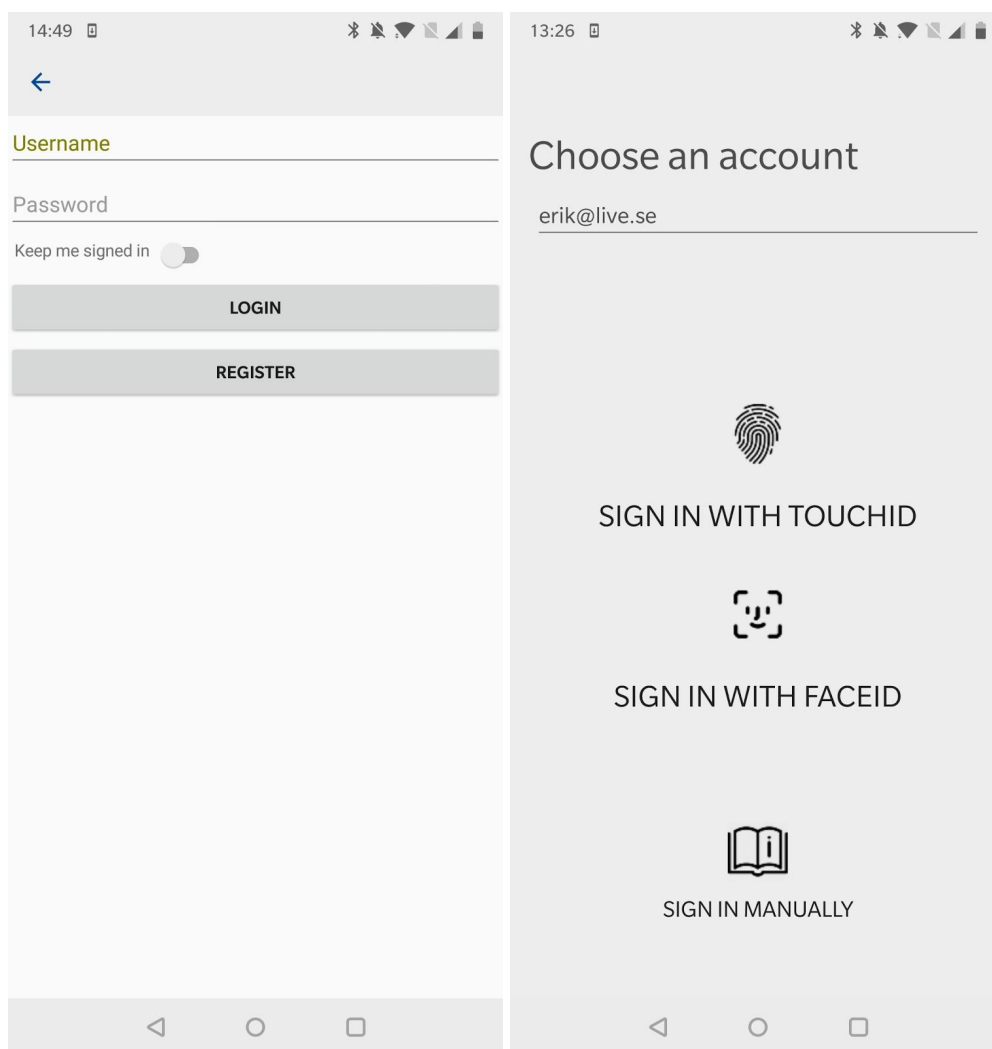 14:49
Username
Password
Keep me signed in
LOGIN
REGISTER
13:26
Choose an account
erik@live.se
SIGN IN WITH TOUCHID
SIGN IN WITH FACEID
i
SIGN IN MANUALLY